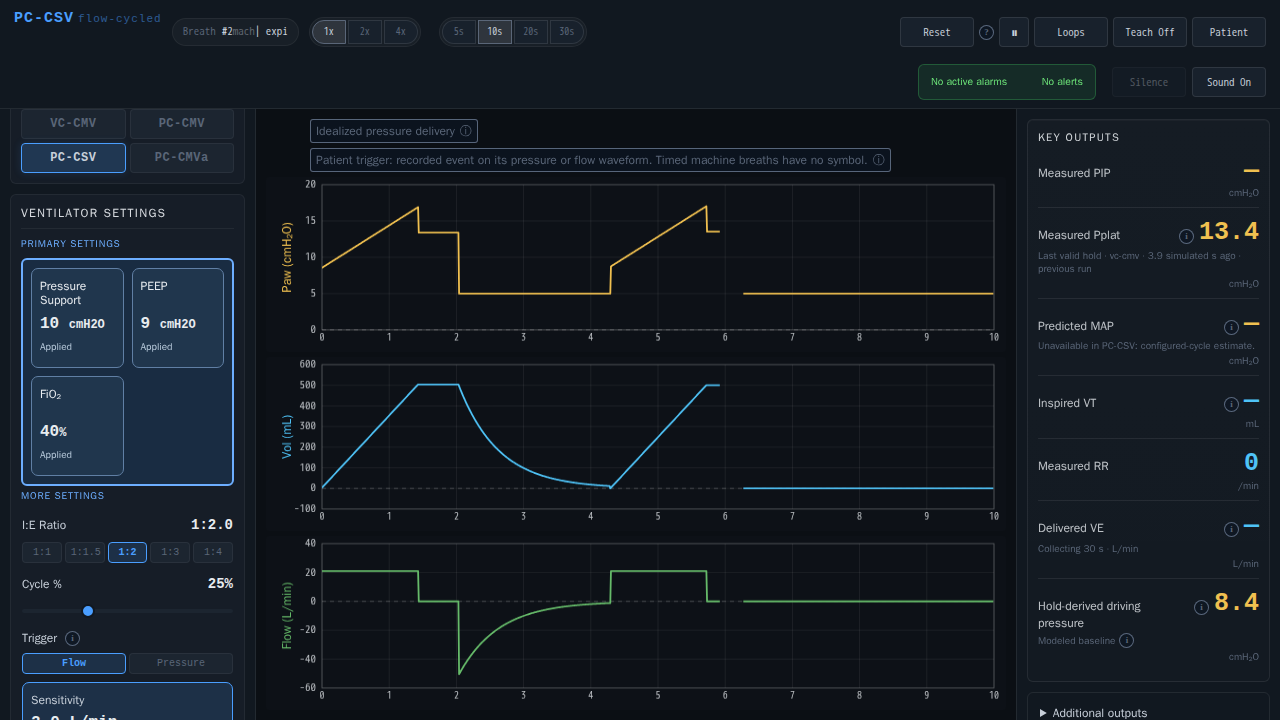 PC-CSV flow-cycled
Breath #2 mach| expi
1x 2x 4x
5s 10s 20s 30s
Reset ? ⏸ Loops Teach Off Patient
No active alarms No alerts
Silence Sound On
VC-CMV PC-CMV
PC-CSV PC-CMVa
VENTILATOR SETTINGS
PRIMARY SETTINGS
Pressure Support
10 cmH2O
Applied
PEEP
9 cmH2O
Applied
FiO₂
40%
Applied
MORE SETTINGS
I:E Ratio 1:2.0
1:1 1:1.5 1:2 1:3 1:4
Cycle % 25%
Trigger i
Flow Pressure
Sensitivity
Idealized pressure delivery ⓘ
Patient trigger: recorded event on its pressure or flow waveform. Timed machine breaths have no symbol. ⓘ
Paw (cmH₂O)
20
15
10
5
0
0 1 2 3 4 5 6 7 8 9 10
Vol (mL)
600
500
400
300
200
100
0
-100
0 1 2 3 4 5 6 7 8 9 10
Flow (L/min)
40
20
0
-20
-40
-60
0 1 2 3 4 5 6 7 8 9 10
KEY OUTPUTS
Measured PIP —
cmH₂O
Measured Pplat i 13.4
Last valid hold · vc-cmv · 3.9 simulated s ago ·
previous run
cmH₂O
Predicted MAP i —
Unavailable in PC-CSV: configured-cycle estimate.
cmH₂O
Inspired VT i —
mL
Measured RR 0
/min
Delivered VE i —
Collecting 30 s · L/min
L/min
Hold-derived driving
pressure i 8.4
Modeled baseline i
cmH₂O
▶ Additional outputs